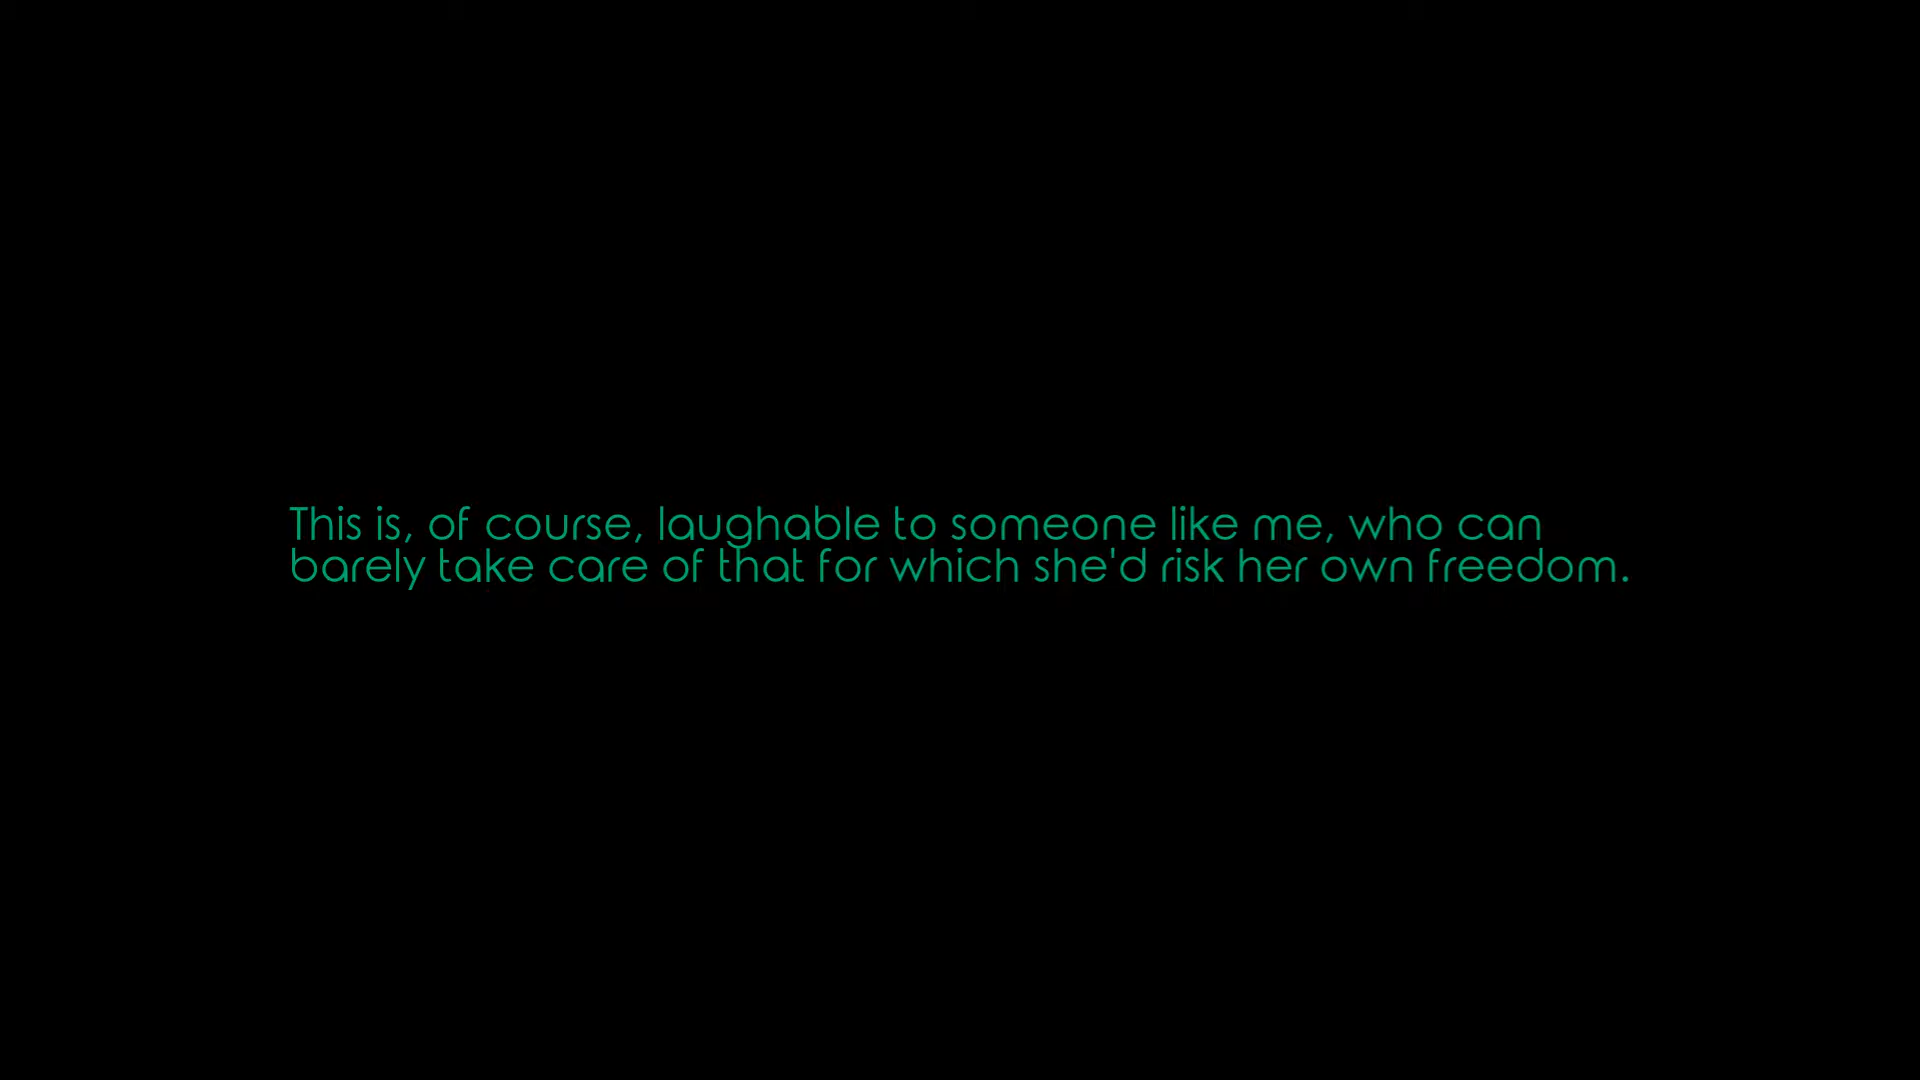 This is, of course, laughable to someone like me, who can
barely take care of that for which she'd risk her own freedom.